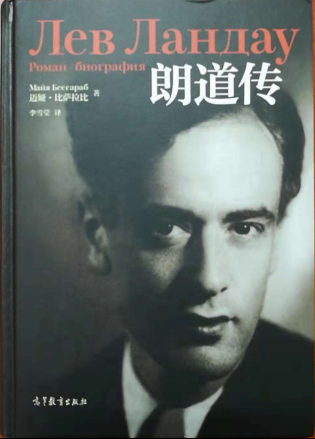 Лев Ландау
Роман - биография
朗道传
Майя Бессараб
迈娅·比萨拉比 著
李雪莹 译
高等教育出版社